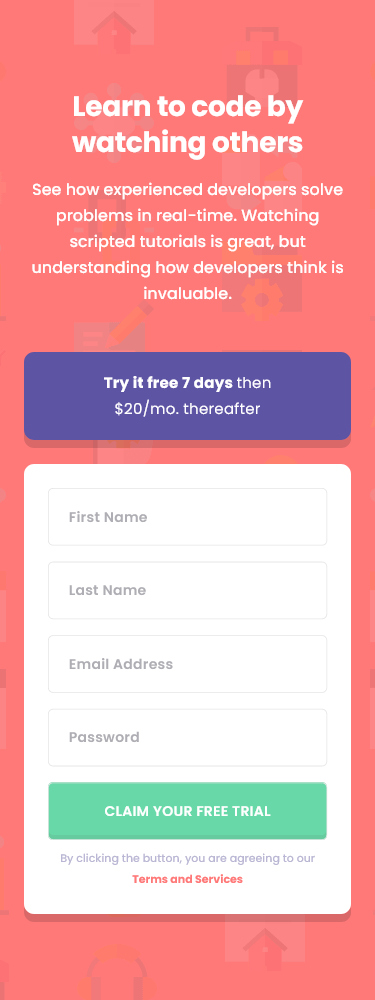 Learn to code by
watching others
See how experienced developers solve
problems in real-time. Watching
scripted tutorials is great, but
understanding how developers think is
invaluable.
Try it free 7 days then
$20/mo. thereafter
First Name
Last Name
Email Address
Password
CLAIM YOUR FREE TRIAL
By clicking the button, you are agreeing to our
Terms and Services